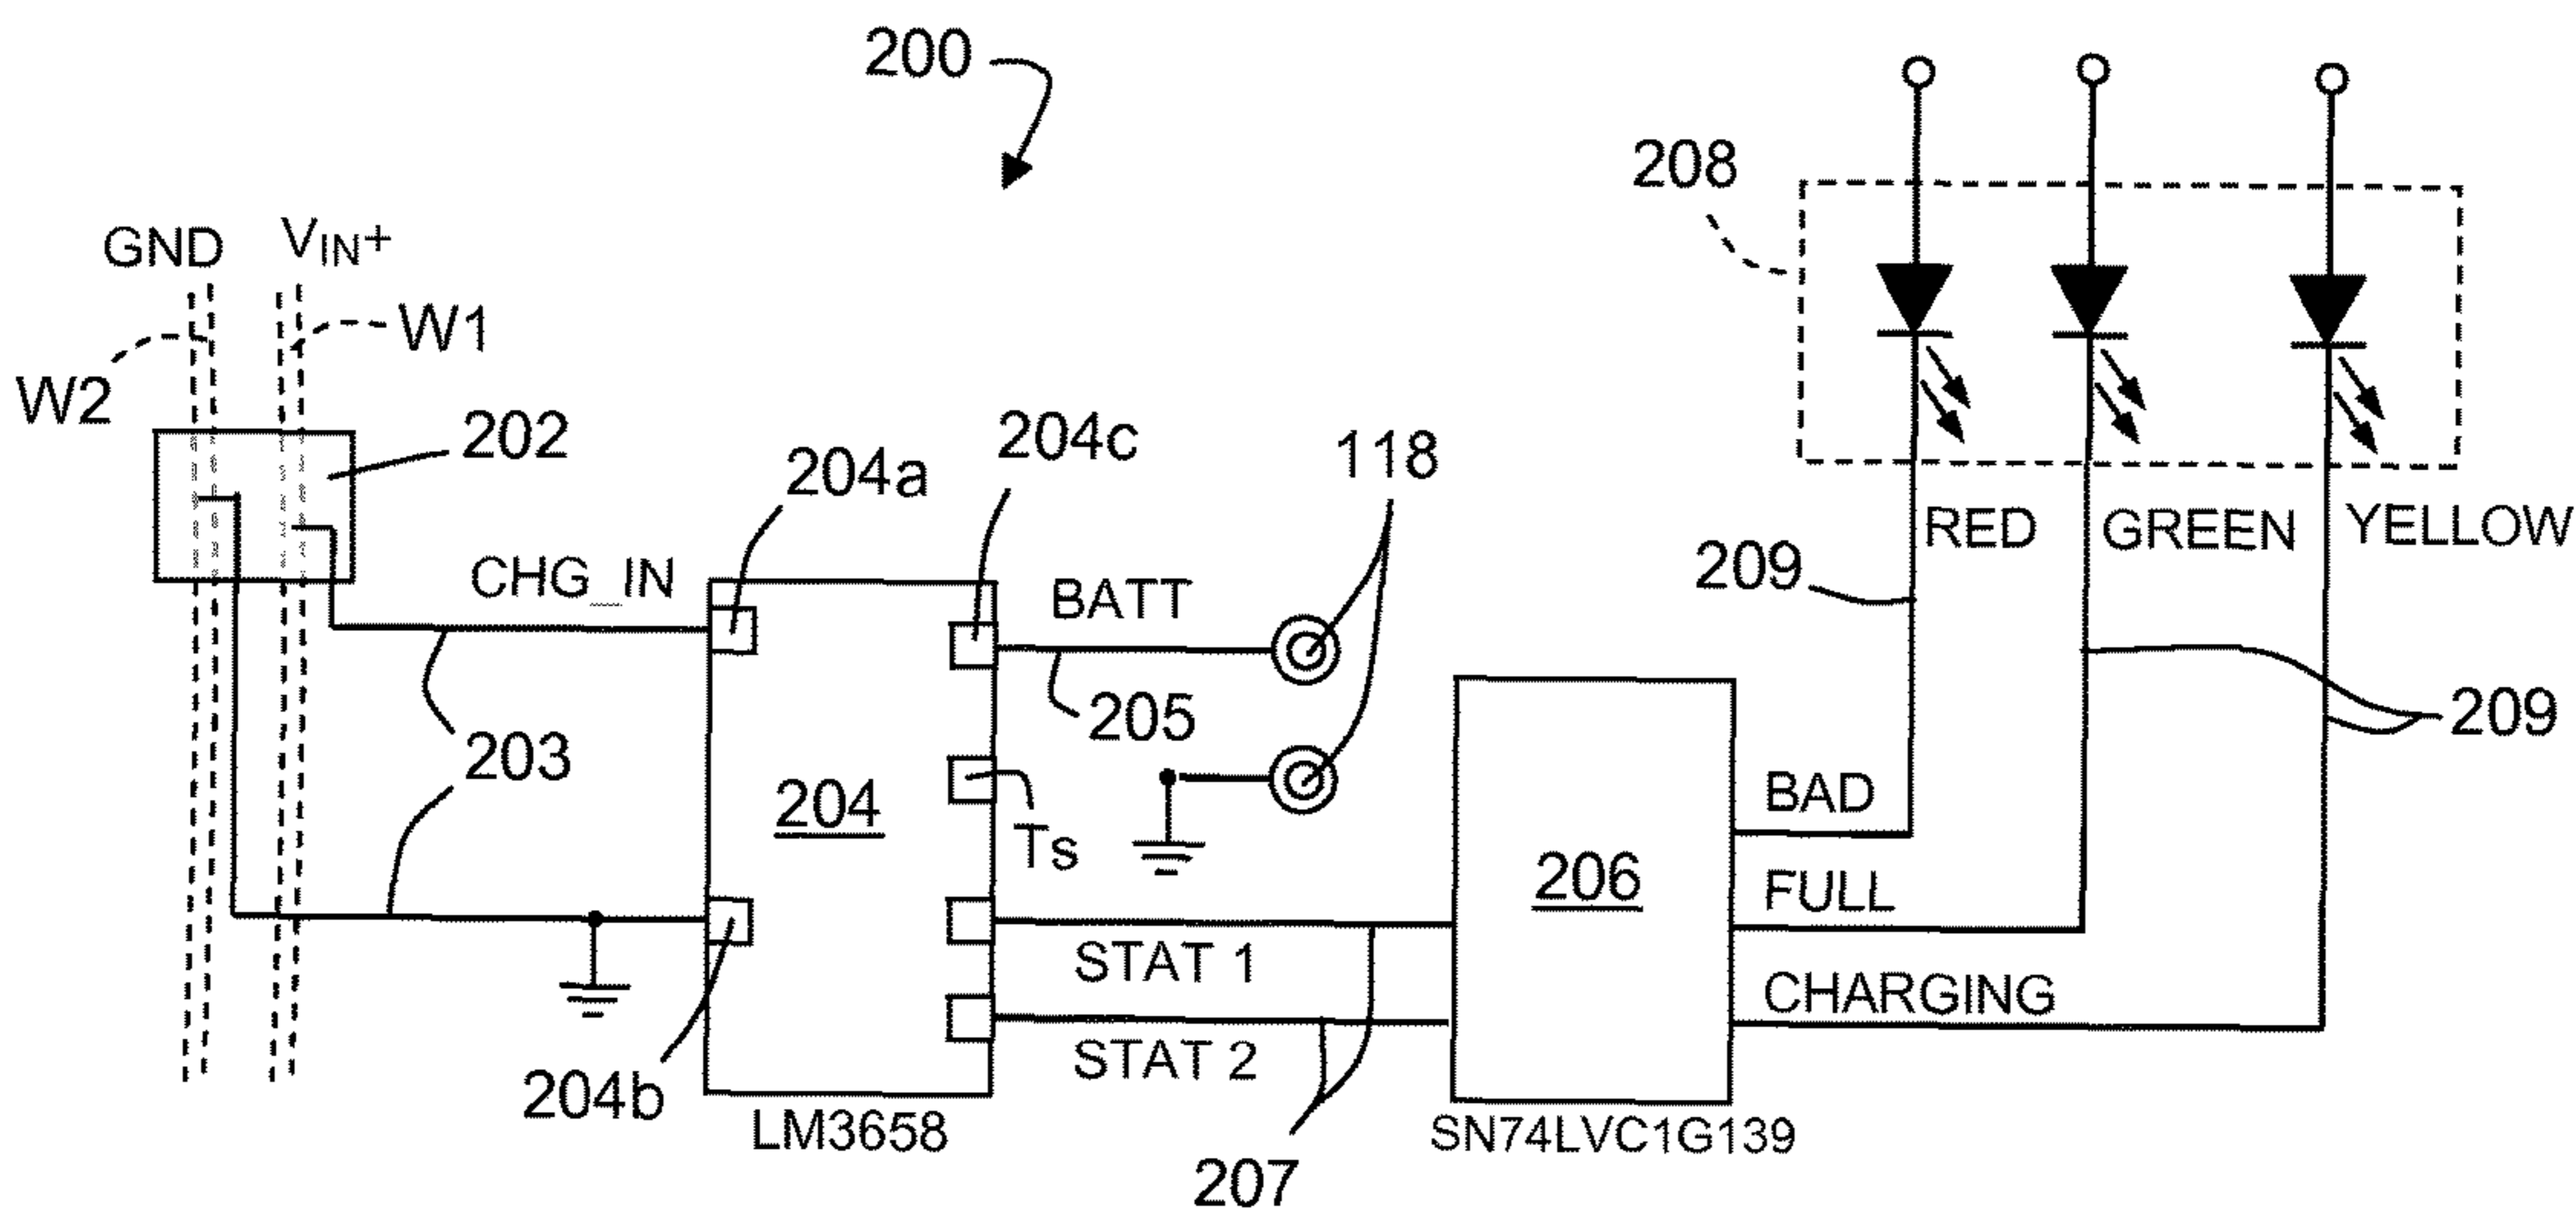 200
208
GND
VIN+
W1
W2
202
204a
204c
118
RED
GREEN
YELLOW
209
CHG_IN
BATT
205
203
204
Ts
209
BAD
206
FULL
STAT 1
CHARGING
STAT 2
204b
LM3658
SN74LVC1G139
207